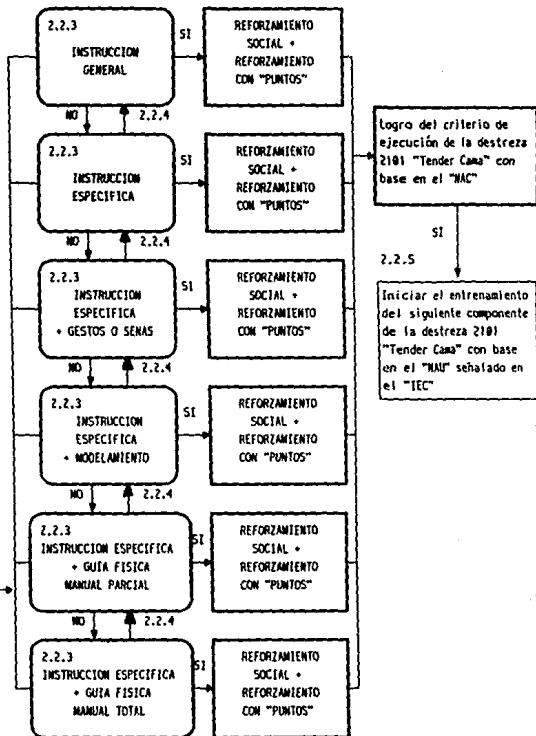 2.2.3
INSTRUCCION
GENERAL
SI
REFORZAMIENTO
SOCIAL +
REFORZAMIENTO
CON "PUNTOS"
NO
2.2.4
2.2.3
INSTRUCCION
ESPECIFICA
SI
REFORZAMIENTO
SOCIAL +
REFORZAMIENTO
CON "PUNTOS"
NO
2.2.4
2.2.3
INSTRUCCION
ESPECIFICA
+ GESTOS O SEÑAS
SI
REFORZAMIENTO
SOCIAL +
REFORZAMIENTO
CON "PUNTOS"
NO
2.2.4
2.2.3
INSTRUCCION
ESPECIFICA
+ MODELAMIENTO
SI
REFORZAMIENTO
SOCIAL +
REFORZAMIENTO
CON "PUNTOS"
NO
2.2.4
2.2.3
INSTRUCCION ESPECIFICA
+ GUIA FISICA
MANUAL PARCIAL
SI
REFORZAMIENTO
SOCIAL +
REFORZAMIENTO
CON "PUNTOS"
NO
2.2.4
2.2.3
INSTRUCCION ESPECIFICA
+ GUIA FISICA
MANUAL TOTAL
SI
REFORZAMIENTO
SOCIAL +
REFORZAMIENTO
CON "PUNTOS"
Logro del criterio de
ejecución de la destreza
2101 "Tender Cama" con
base en el "NAC"
SI
2.2.5
Iniciar el entrenamiento
del siguiente componente
de la destreza 2101
"Tender Cama" con base
en el "NAU" señalado en
el "IEC"